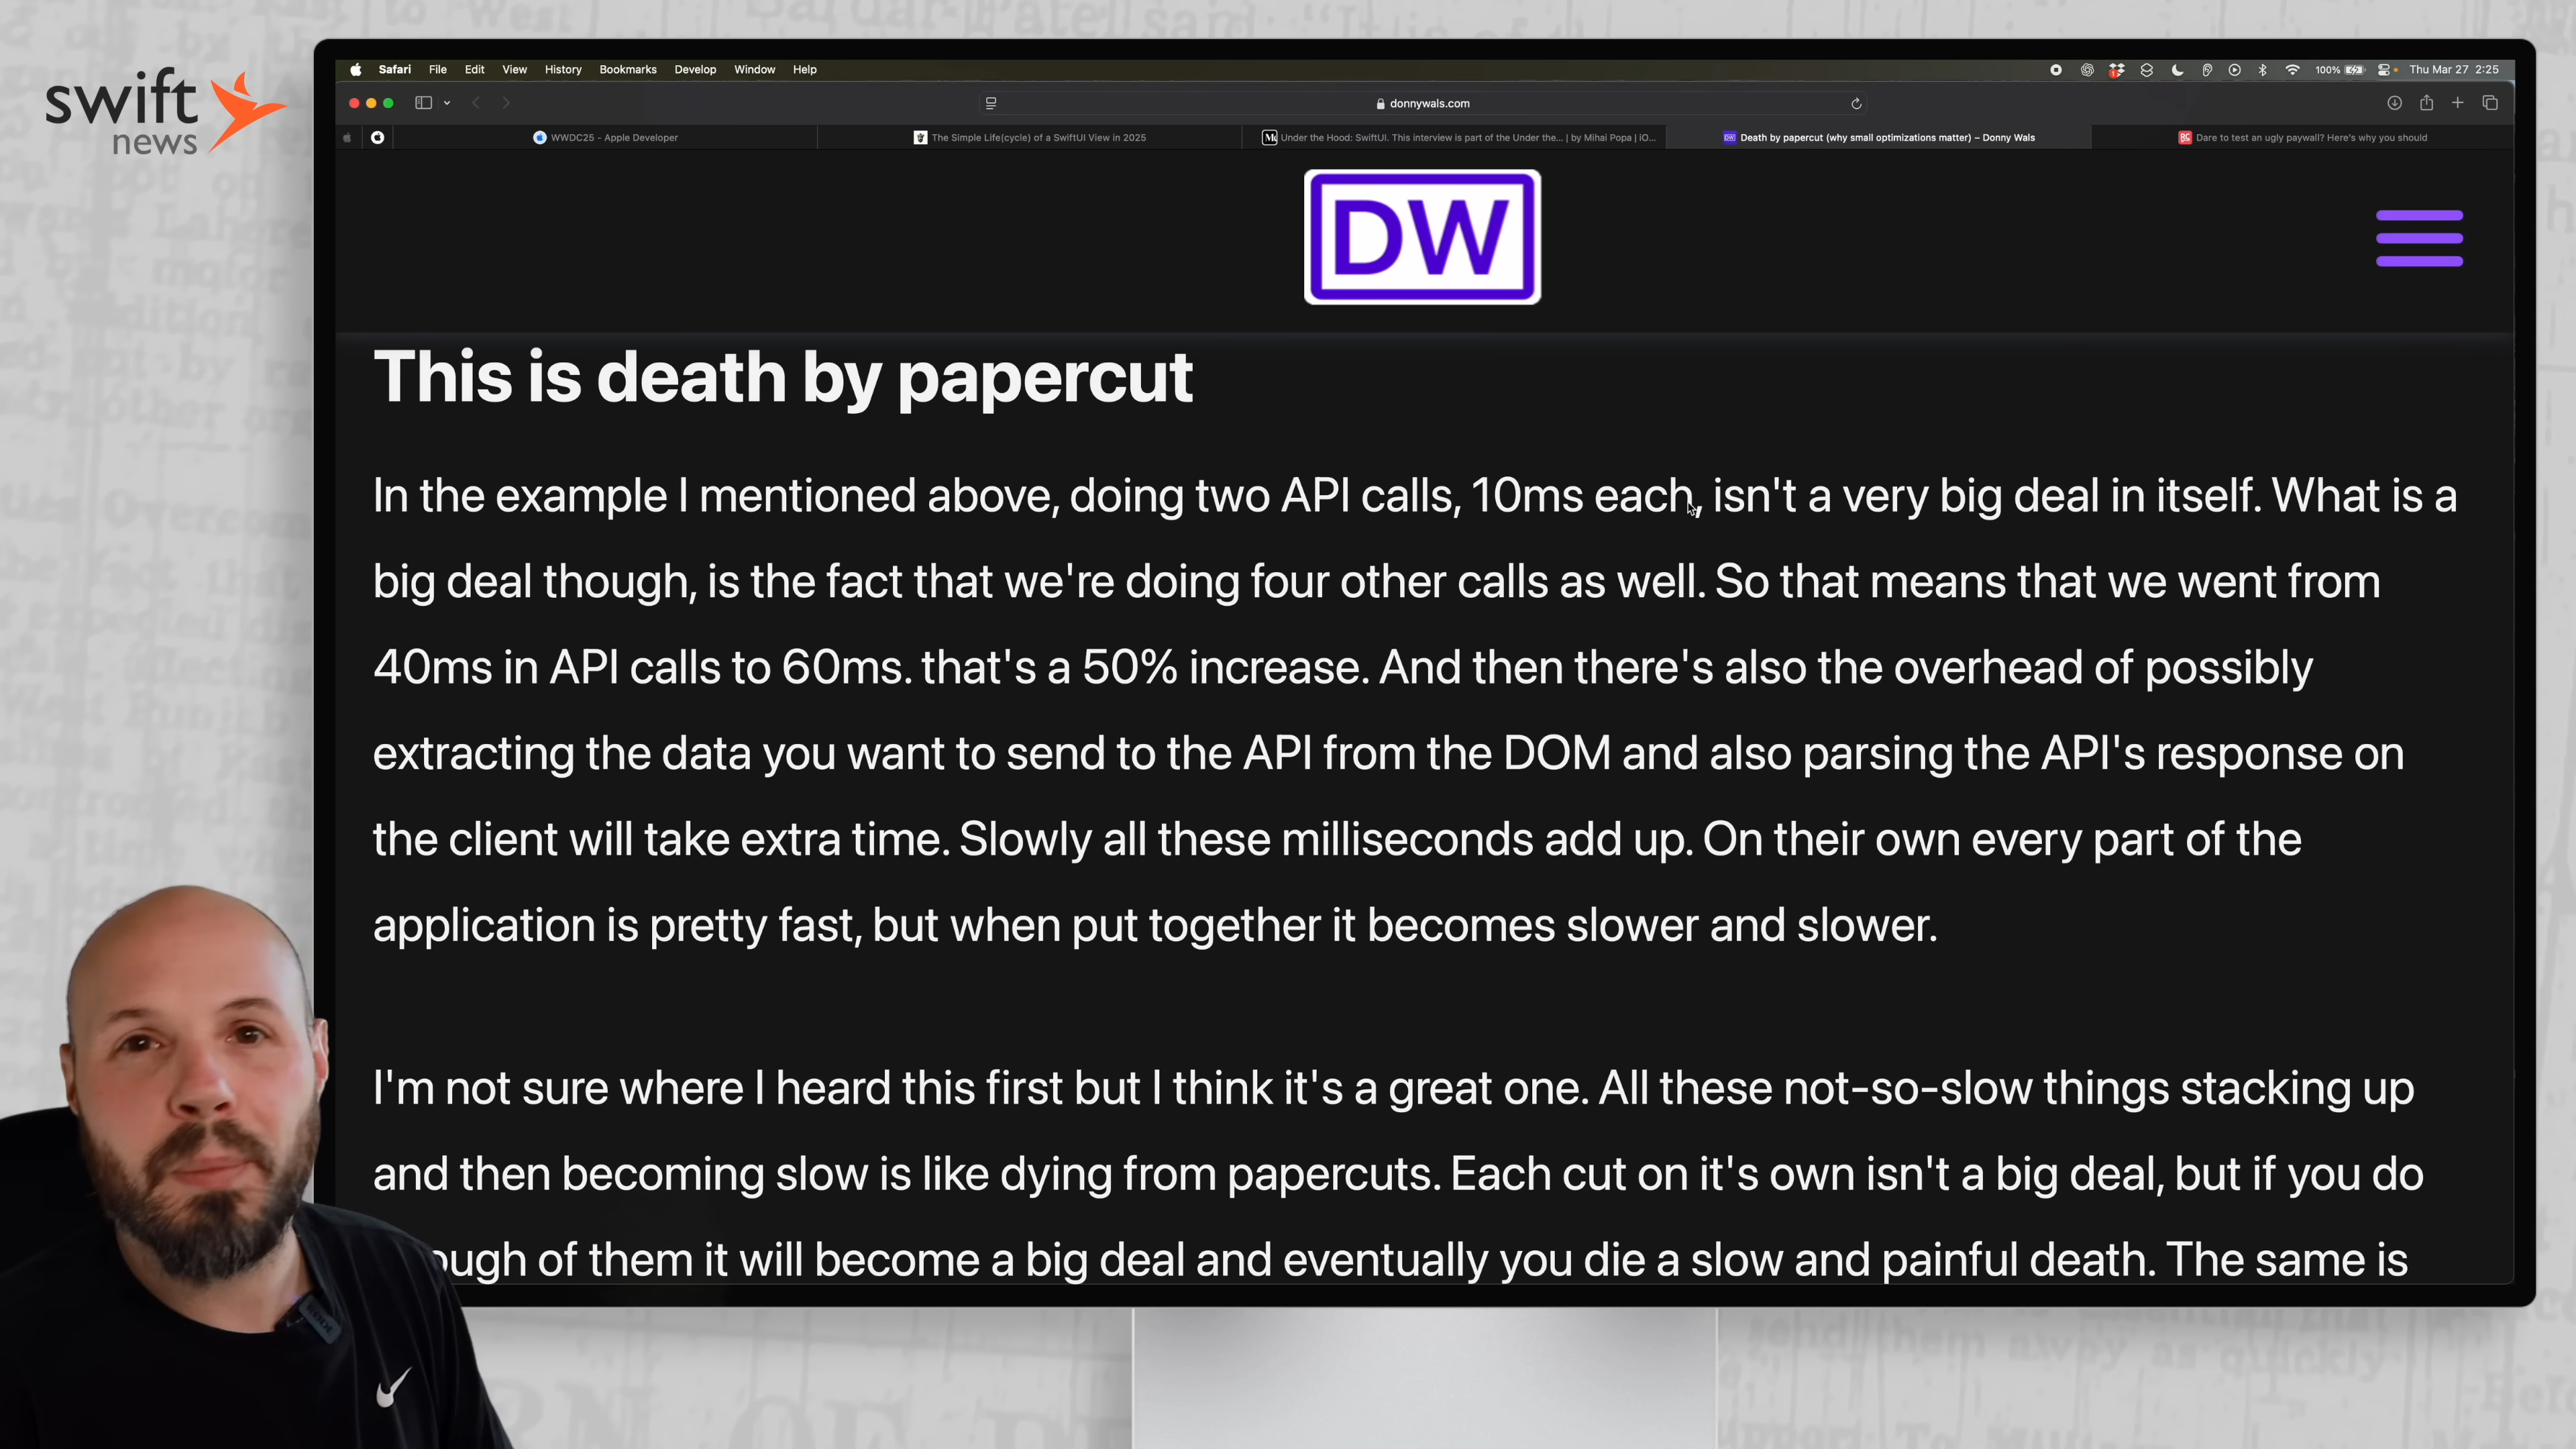 swift
news
Safari File Edit View History Bookmarks Develop Window Help
100% Thu Mar 27 2:25
donnywals.com
WWDC25 - Apple Developer
The Simple Life(cycle) of a SwiftUI View in 2025
Under the Hood: SwiftUI. This interview is part of the Under the... | by Mihai Popa | iO...
DW Death by papercut (why small optimizations matter) – Donny Wals
Dare to test an ugly paywall? Here's why you should
DW
This is death by papercut
In the example I mentioned above, doing two API calls, 10ms each, isn't a very big deal in itself. What is a
big deal though, is the fact that we're doing four other calls as well. So that means that we went from
40ms in API calls to 60ms. that's a 50% increase. And then there's also the overhead of possibly
extracting the data you want to send to the API from the DOM and also parsing the API's response on
the client will take extra time. Slowly all these milliseconds add up. On their own every part of the
application is pretty fast, but when put together it becomes slower and slower.
I'm not sure where I heard this first but I think it's a great one. All these not-so-slow things stacking up
and then becoming slow is like dying from papercuts. Each cut on it's own isn't a big deal, but if you do
ough of them it will become a big deal and eventually you die a slow and painful death. The same is